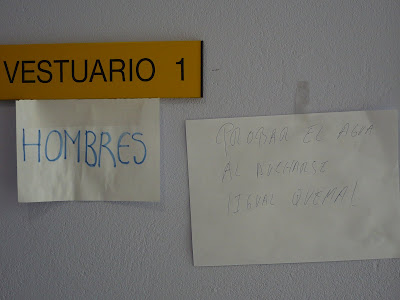 VESTUARIO 1
HOMBRES
EL AGUA
AL DUCHARSE
IGUAL QUEMA!